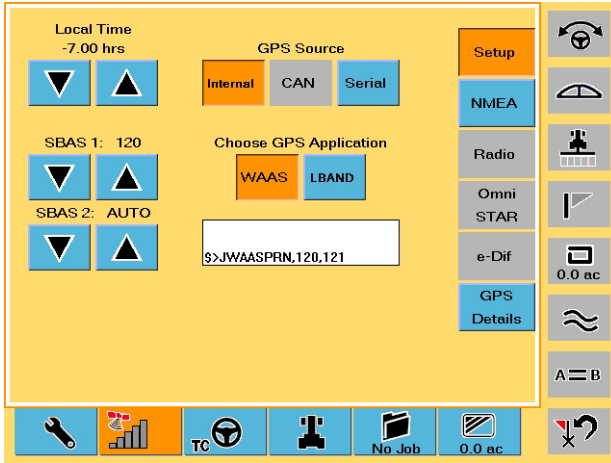 Local Time
-7.00 hrs
GPS Source
Internal
CAN
Serial
SBAS 1: 120
Choose GPS Application
WAAS
LBAND
SBAS 2: AUTO
$>JWAASPRN,120,121
Setup
NMEA
Radio
Omni
STAR
e-Dif
GPS
Details
0.0 ac
A=B
TC
No Job
0.0 ac